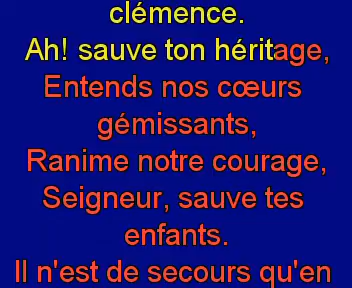 clémence.
Ah! sauve ton héritage,
Entends nos cœurs
gémissants,
Ranime notre courage,
Seigneur, sauve tes
enfants.
Il n'est de secours qu'en